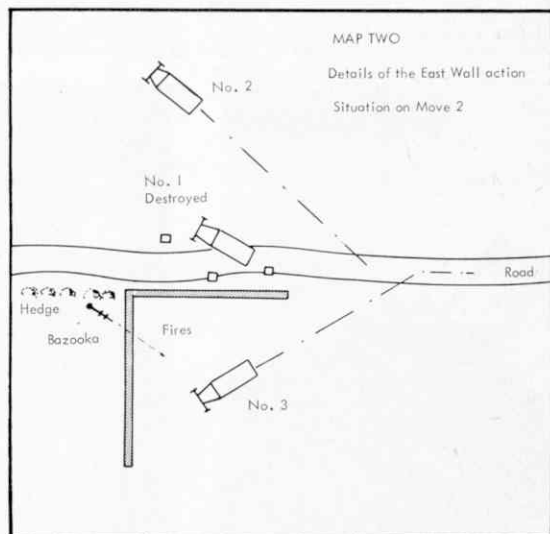 MAP TWO
Details of the East Wall action
Situation on Move 2
No. 2
No. 1
Destroyed
Road
Hedge
Bazooka
Fires
No. 3